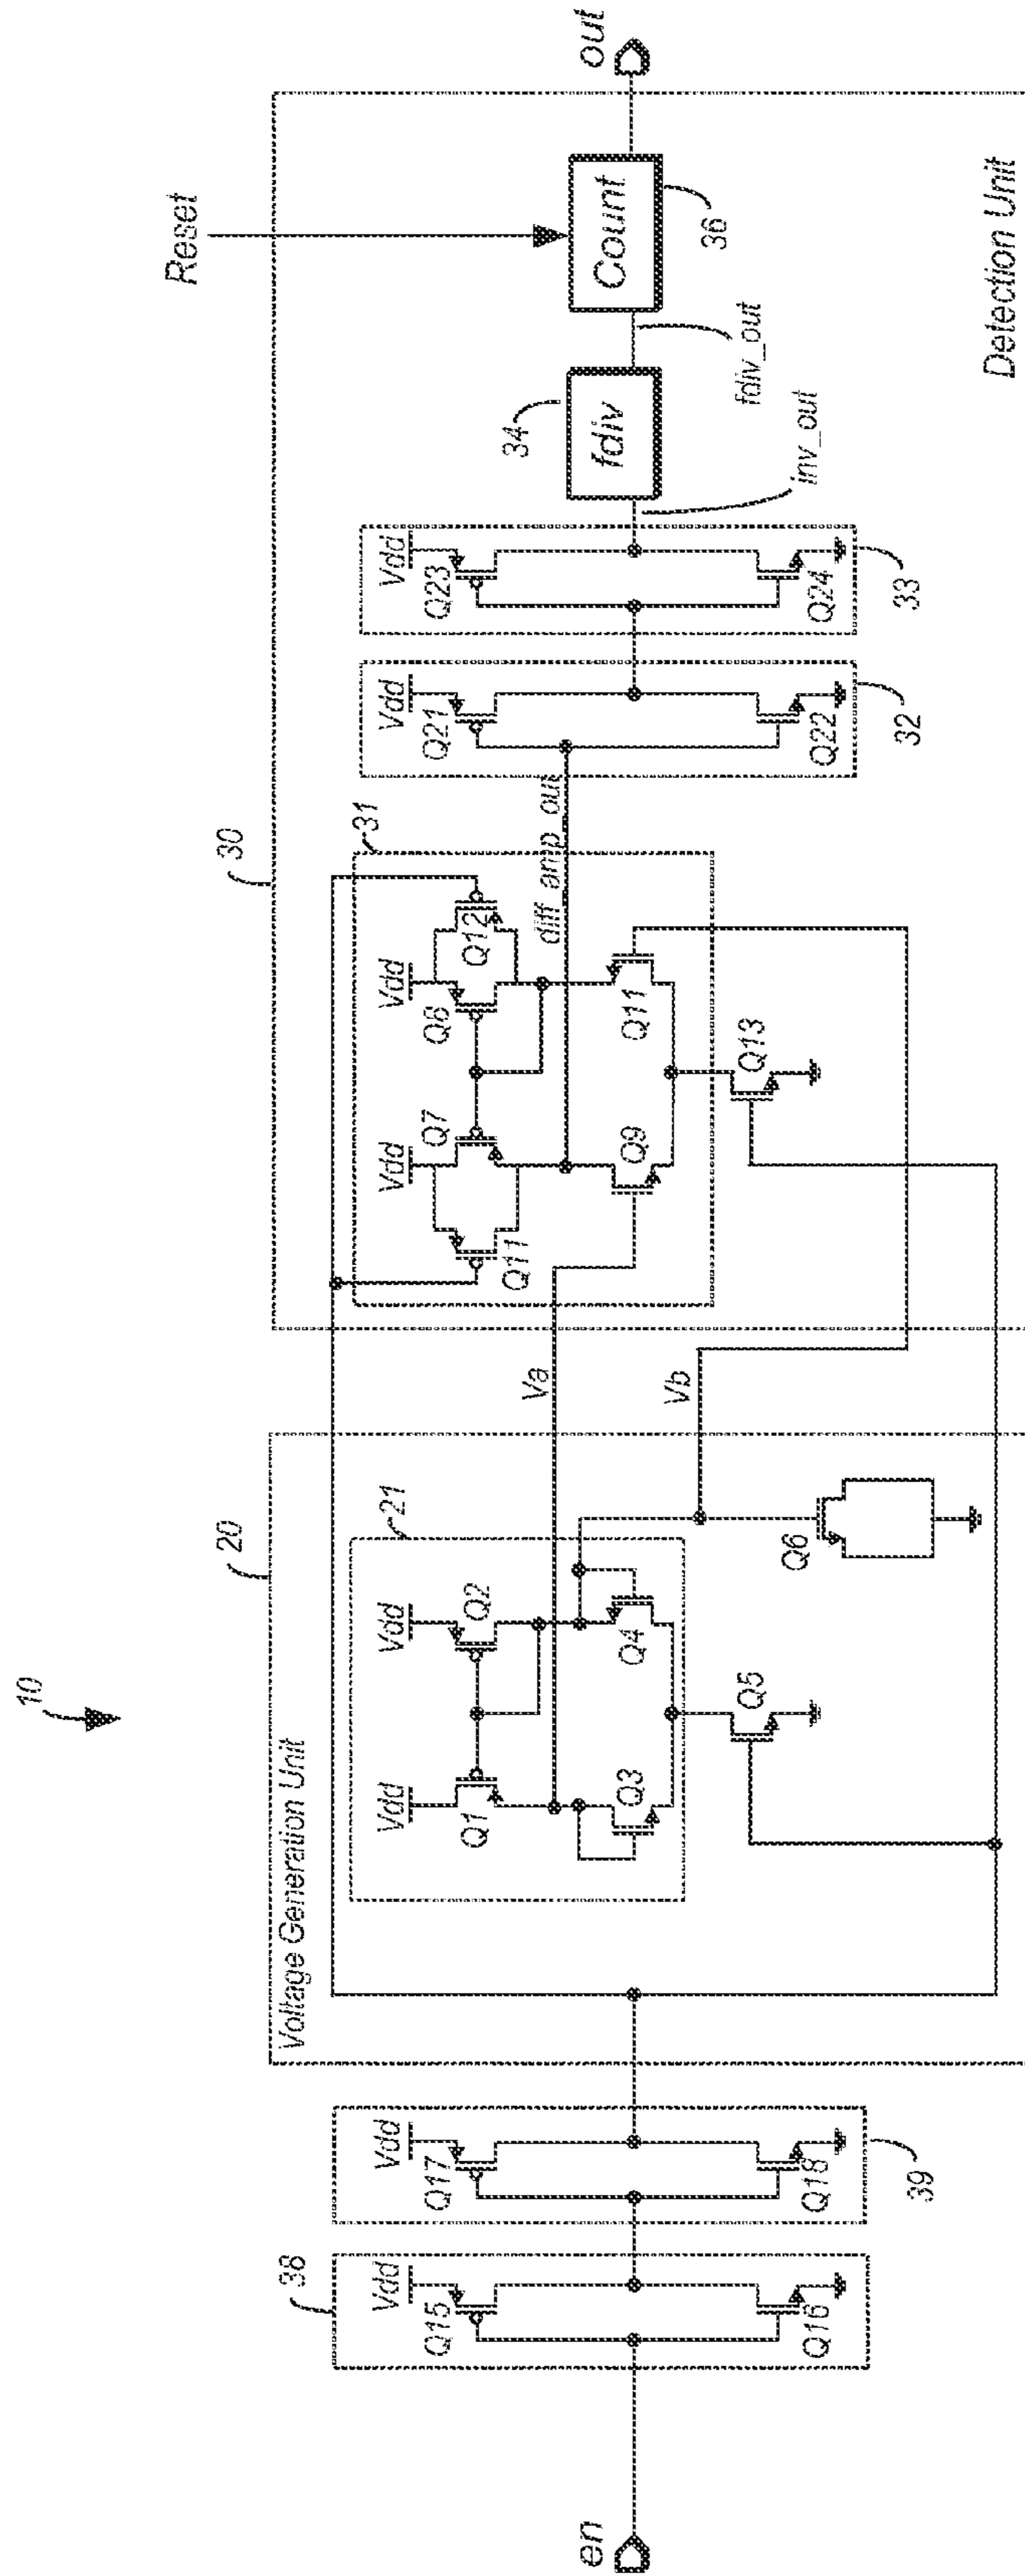 10
Voltage Generation Unit
20
21
Vdd
Vdd
Q1
Q2
Q3
Q4
Q5
Q6
Va
Vb
en
38
Vdd
Q15
Q16
Vdd
Q17
Q18
39
30
31
Vdd
Vdd
Q11
Q7
Q8
Q12
diff_amp_out
Q9
Q11
Q13
Vdd
Q21
Q22
32
Vdd
Q23
Q24
33
inv_out
34
fdiv
fdiv_out
Reset
Count
36
out
Detection Unit